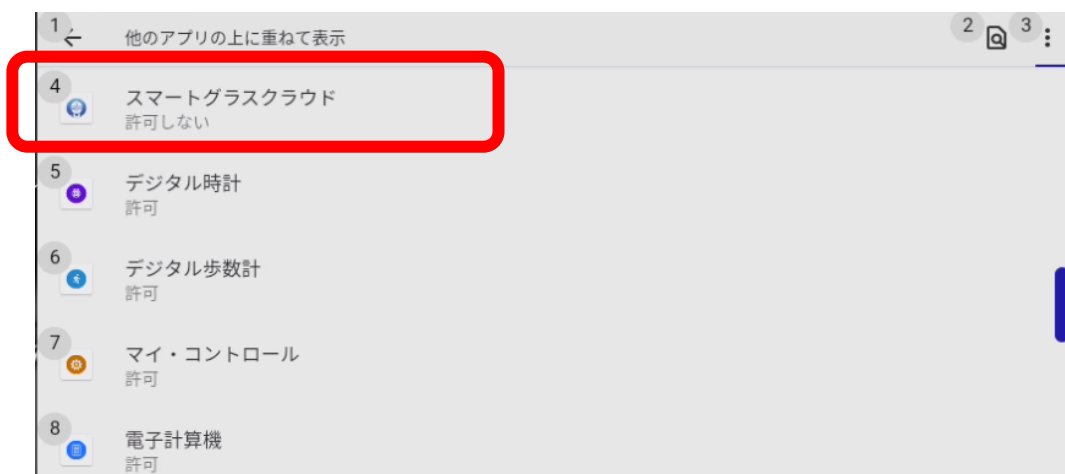 1 他のアプリの上に重ねて表示 2 3
4 スマートグラスクラウド
許可しない
5 デジタル時計
許可
6 デジタル歩数計
許可
7 マイ・コントロール
許可
8 電子計算機
許可